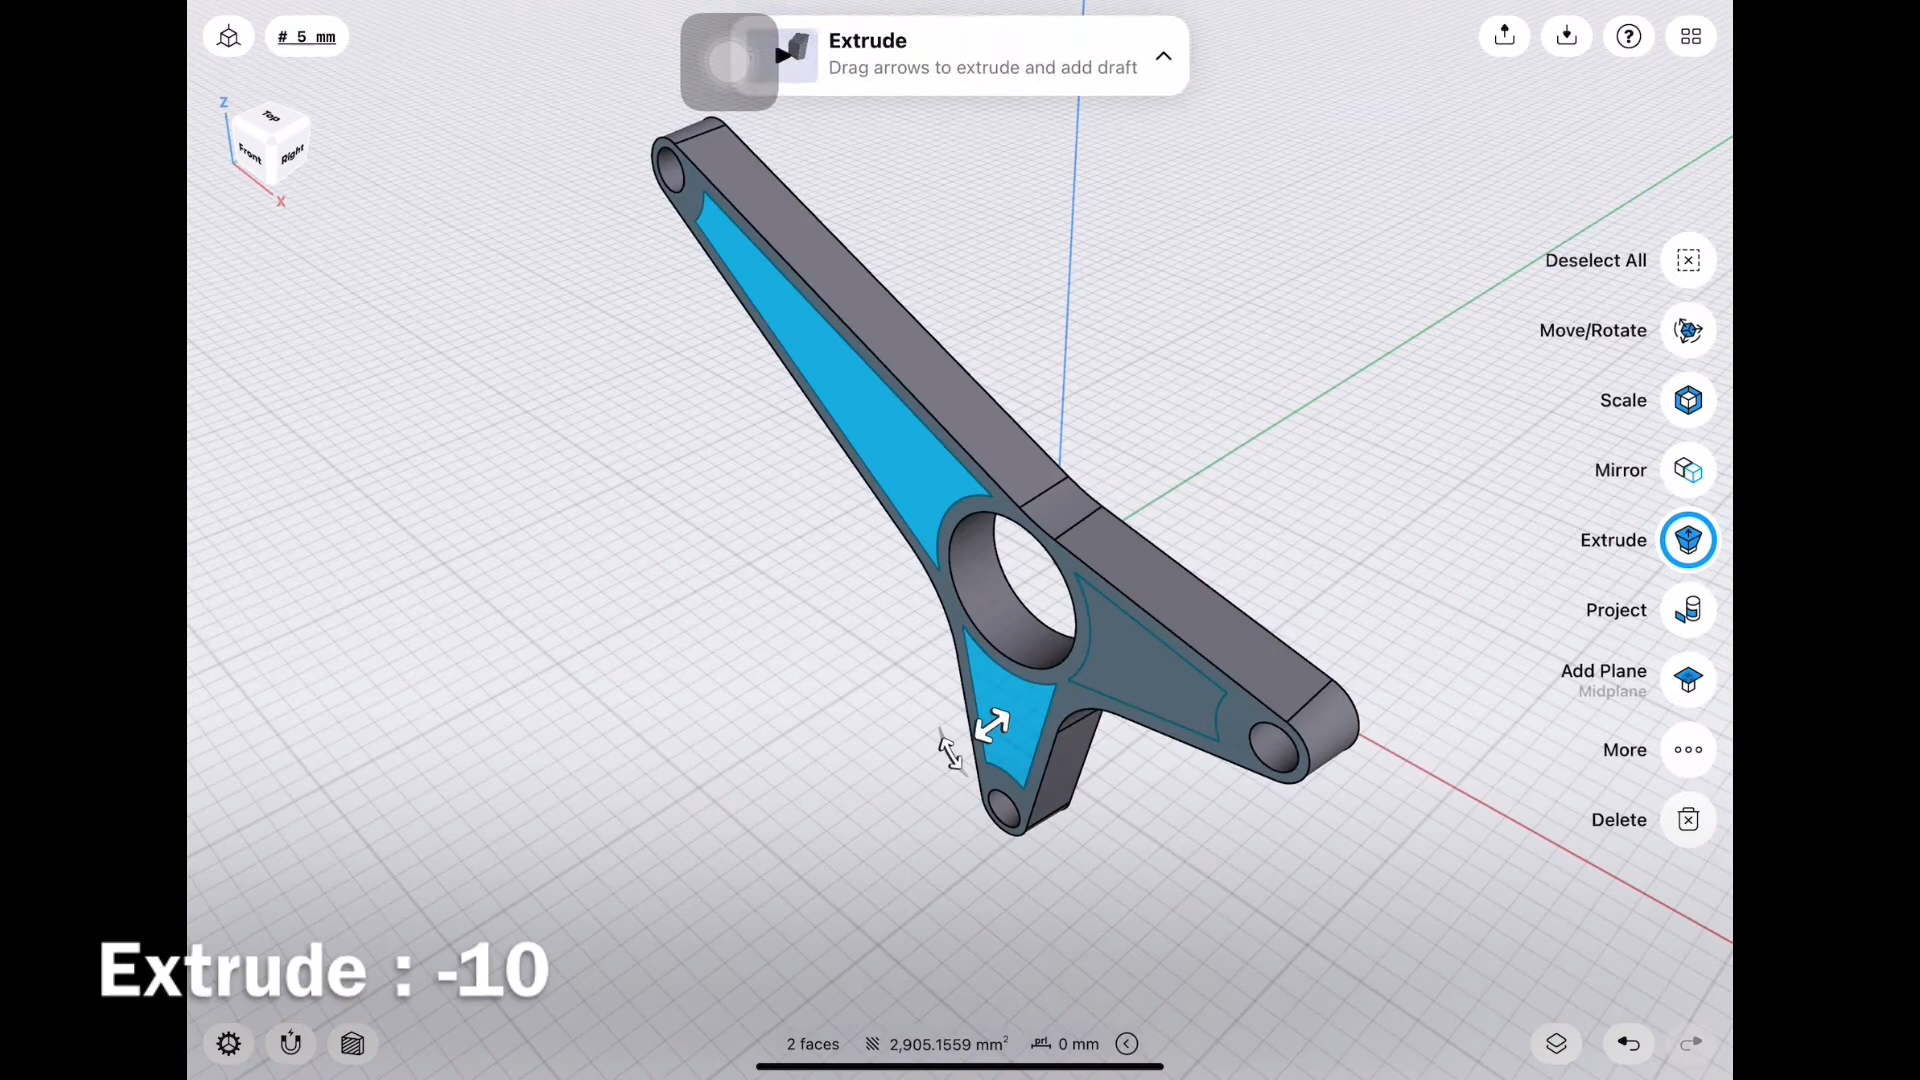 # 5 mm
Extrude
Drag arrows to extrude and add draft
Z
Top
Front
Right
X
Deselect All
Move/Rotate
Scale
Mirror
Extrude
Project
Add Plane
Midplane
More
Delete
Extrude : -10
2 faces
2,905.1559 mm²
prl
0 mm